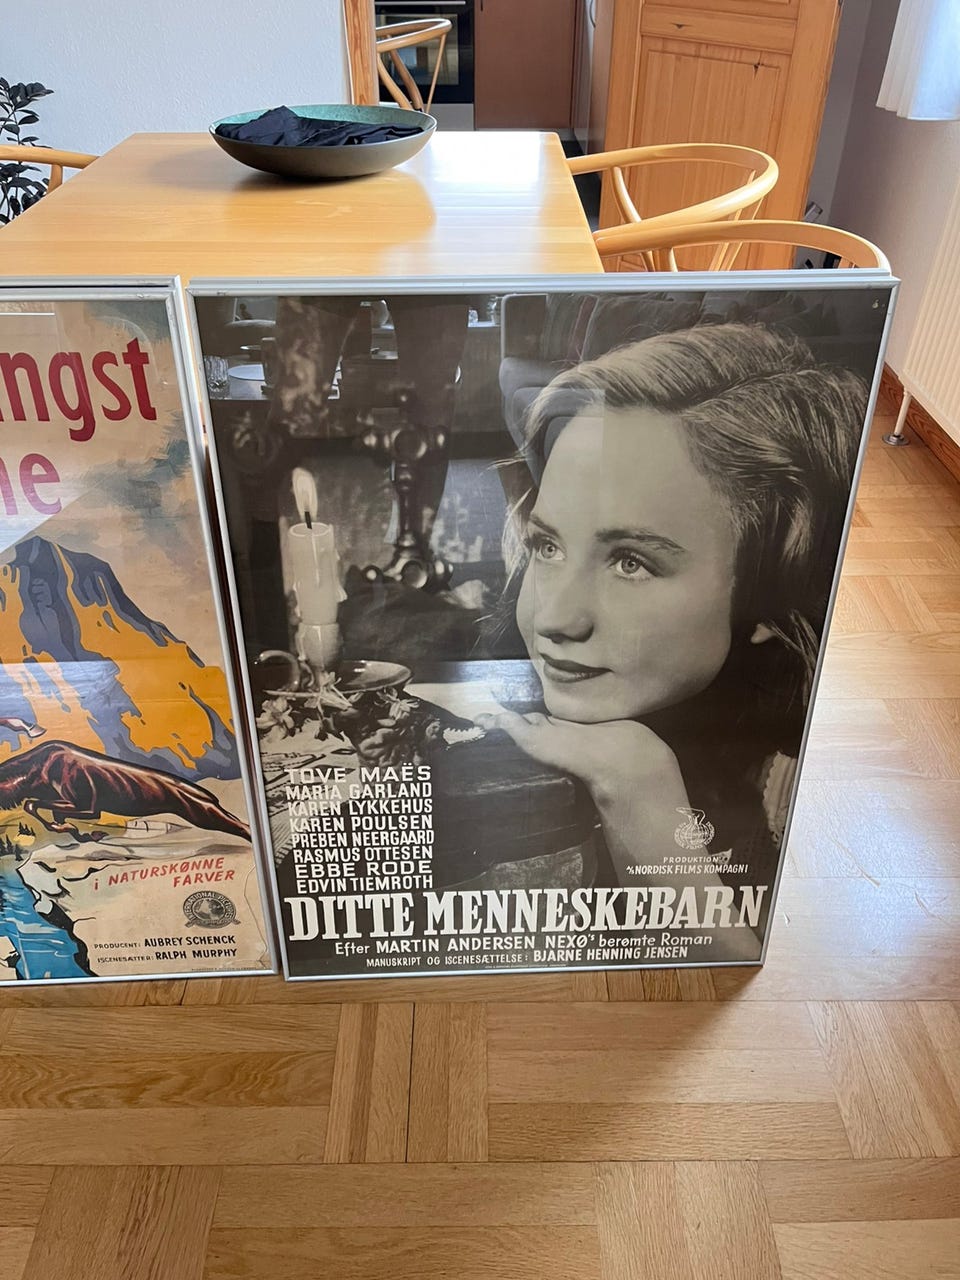 ngst
ne
i NATURSKØNNE
FARVER
PRODUCENT: AUBREY SCHENCK
ISCENESÆTTER: RALPH MURPHY
TOVE MAËS
MARIA GARLAND
KAREN LYKKEHUS
KAREN POULSEN
PREBEN NEERGAARD
RASMUS OTTESEN
EBBE RODE
EDVIN TIEMROTH
PRODUKTION
A/S NORDISK FILMS KOMPAGNI
DITTE MENNESKEBARN
Efter MARTIN ANDERSEN NEXØ's berømte Roman
MANUSKRIPT OG ISCENESÆTTELSE: BJARNE HENNING JENSEN